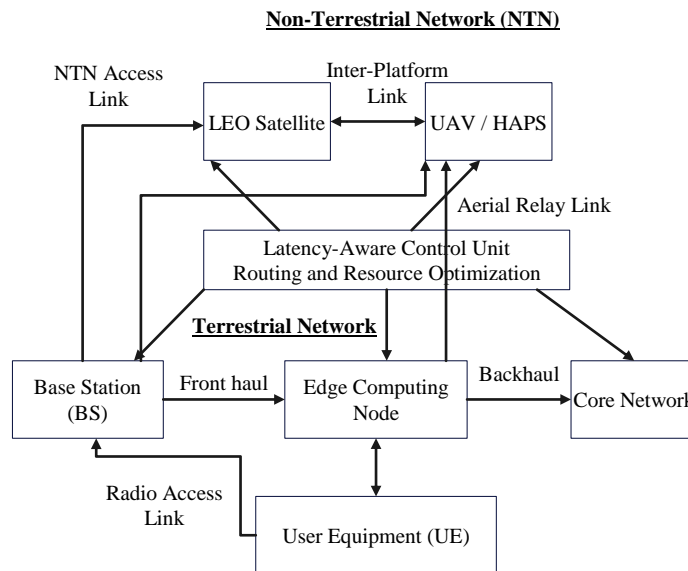 Non-Terrestrial Network (NTN)
NTN Access
Link
Inter-Platform
Link
LEO Satellite
UAV / HAPS
Aerial Relay Link
Latency-Aware Control Unit
Routing and Resource Optimization
Terrestrial Network
Base Station
(BS)
Front haul
Edge Computing
Node
Backhaul
Core Network
Radio Access
Link
User Equipment (UE)